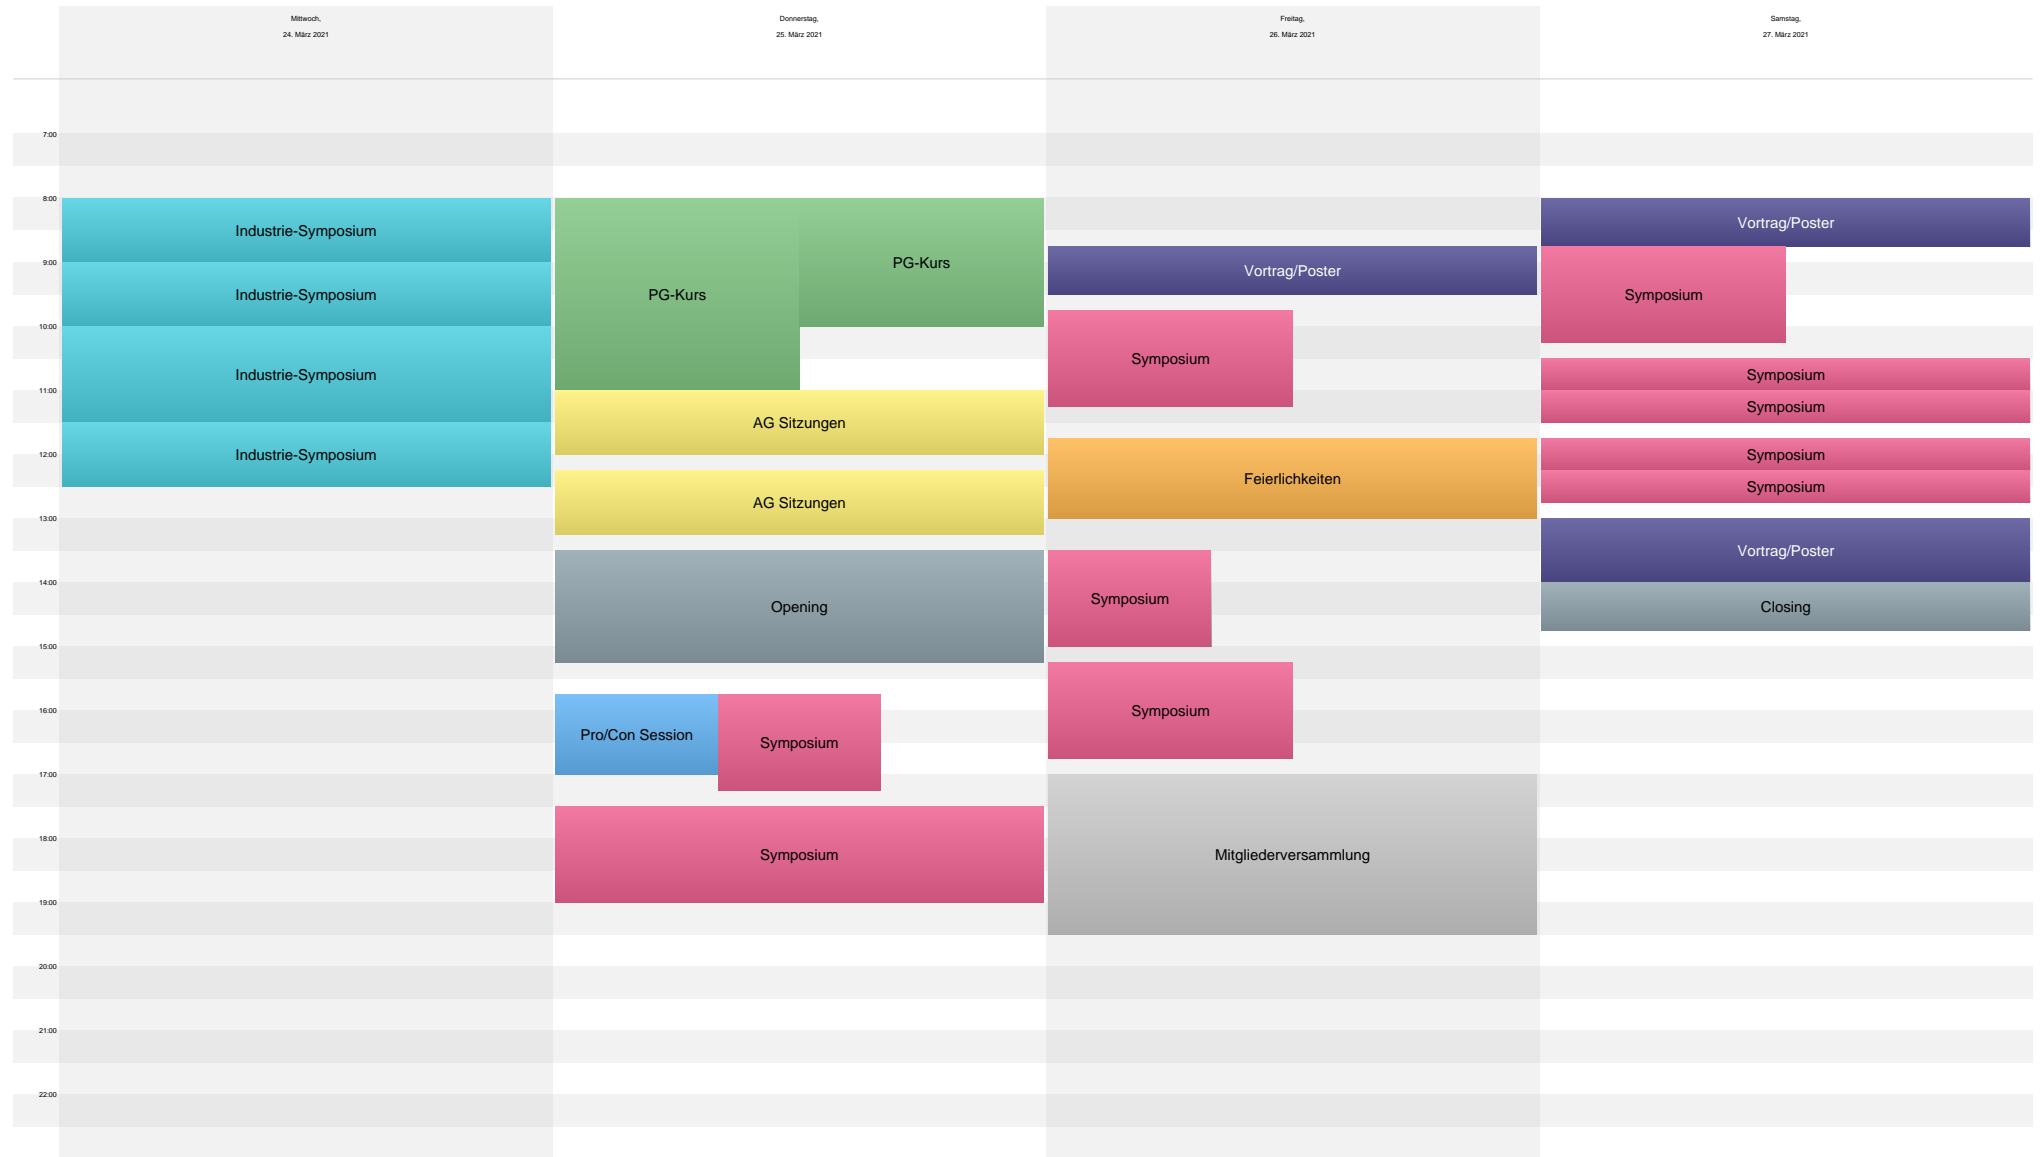 Mittwoch,
24. März 2021
Donnerstag,
25. März 2021
Freitag,
26. März 2021
Samstag,
27. März 2021
7:00
8:00
9:00
10:00
11:00
12:00
13:00
14:00
15:00
16:00
17:00
18:00
19:00
20:00
21:00
22:00
Industrie-Symposium
Industrie-Symposium
Industrie-Symposium
Industrie-Symposium
PG-Kurs
PG-Kurs
AG Sitzungen
AG Sitzungen
Opening
Pro/Con Session
Symposium
Symposium
Vortrag/Poster
Symposium
Feierlichkeiten
Symposium
Symposium
Mitgliederversammlung
Vortrag/Poster
Symposium
Symposium
Symposium
Symposium
Symposium
Vortrag/Poster
Closing